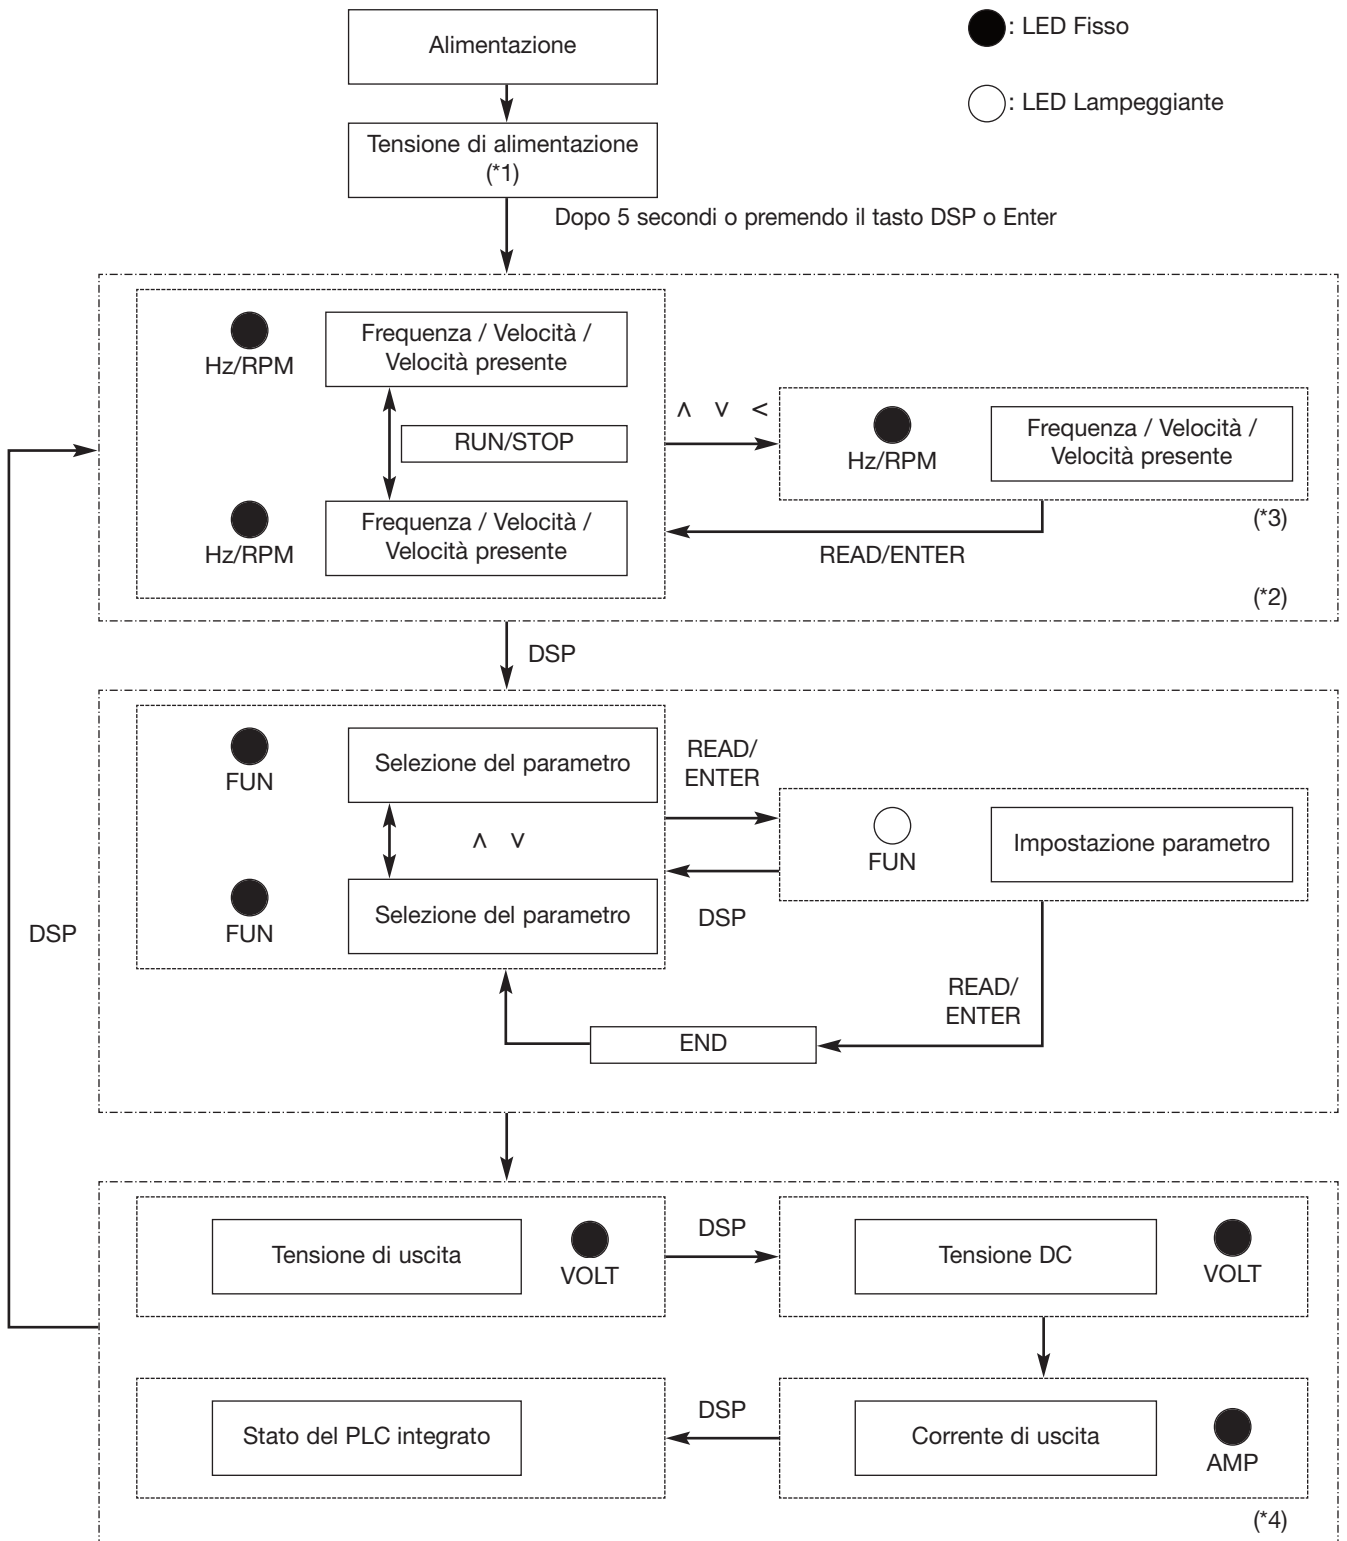 Alimentazione
: LED Fisso
: LED Lampeggiante
Tensione di alimentazione
(*1)
Dopo 5 secondi o premendo il tasto DSP o Enter
Hz/RPM
Frequenza / Velocità /
Velocità presente
RUN/STOP
Hz/RPM
Frequenza / Velocità /
Velocità presente
∧ ∨ <
Hz/RPM
Frequenza / Velocità /
Velocità presente
(*3)
READ/ENTER
(*2)
DSP
FUN
Selezione del parametro
∧ ∨
FUN
Selezione del parametro
READ/
ENTER
FUN
Impostazione parametro
DSP
READ/
ENTER
END
DSP
Tensione di uscita
VOLT
DSP
Tensione DC
VOLT
Stato del PLC integrato
DSP
Corrente di uscita
AMP
(*4)